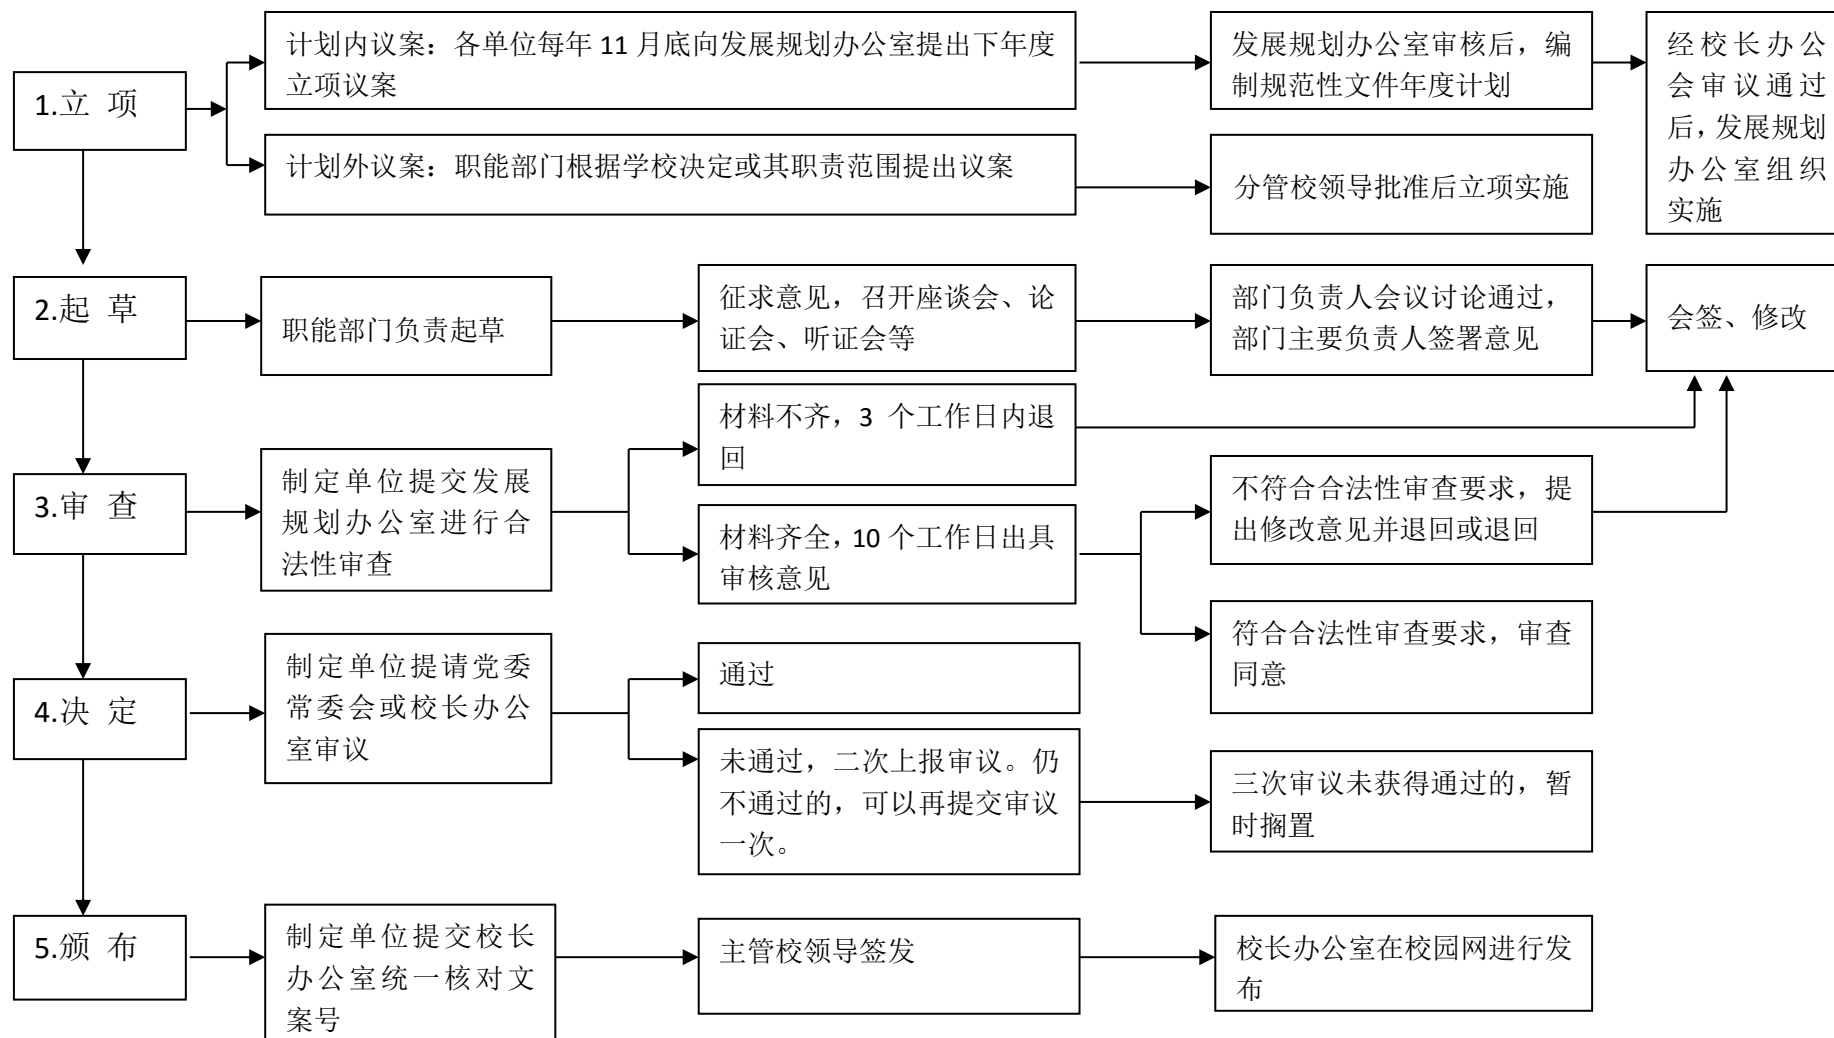 计划内议案：各单位每年 11 月底向发展规划办公室提出下年度
立项议案
发展规划办公室审核后，编
制规范性文件年度计划
经校长办公
会审议通过
后，发展规划
办公室组织
实施
1.立 项
计划外议案：职能部门根据学校决定或其职责范围提出议案
分管校领导批准后立项实施
2.起 草
职能部门负责起草
征求意见，召开座谈会、论
证会、听证会等
部门负责人会议讨论通过，
部门主要负责人签署意见
会签、修改
3.审 查
制定单位提交发展
规划办公室进行合
法性审查
材料不齐，3 个工作日内退
回
材料齐全，10 个工作日出具
审核意见
不符合合法性审查要求，提
出修改意见并退回或退回
符合合法性审查要求，审查
同意
4.决 定
制定单位提请党委
常委会或校长办公
室审议
通过
未通过，二次上报审议。仍
不通过的，可以再提交审议
一次。
三次审议未获得通过的，暂
时搁置
5.颁 布
制定单位提交校长
办公室统一核对文
案号
主管校领导签发
校长办公室在校园网进行发
布